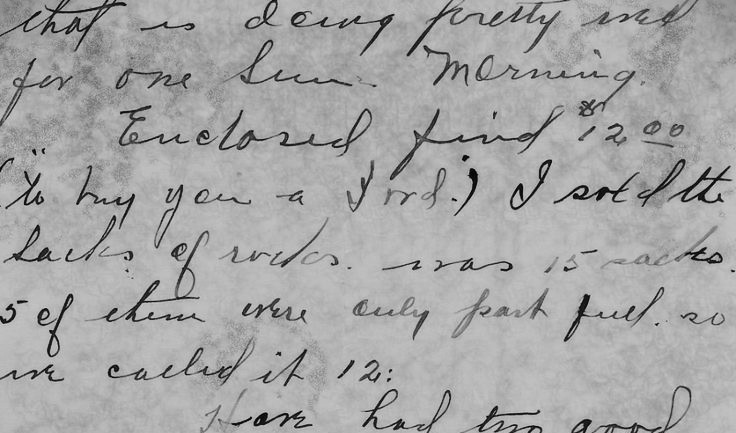 that is doing pretty well
for one Sun. Morning.
Enclosed find $12.00
(to buy you a Ford.) I sold the
sacks of rocks. was 15 sacks.
5 of them were only part full. so
we called it 12:
Have had two good